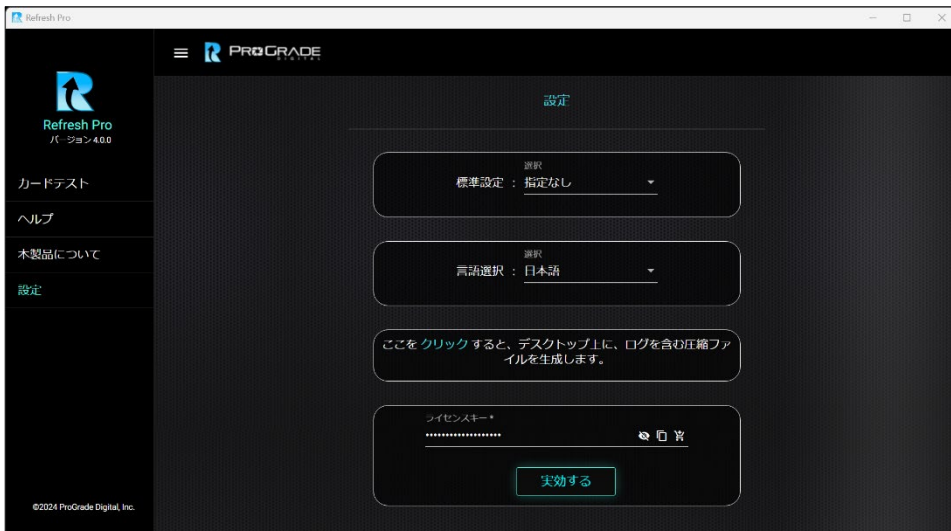 Refresh Pro
PROGRADE
DIGITAL
Refresh Pro
バージョン 4.0.0
カードテスト
ヘルプ
木製品について
設定
©2024 ProGrade Digital, Inc.
設定
選択
標準設定 : 指定なし
選択
言語選択 : 日本語
ここを クリック すると、デスクトップ上に、ログを含む圧縮ファ
イルを生成します。
ライセンスキー *
••••••••••••••••••
実効する